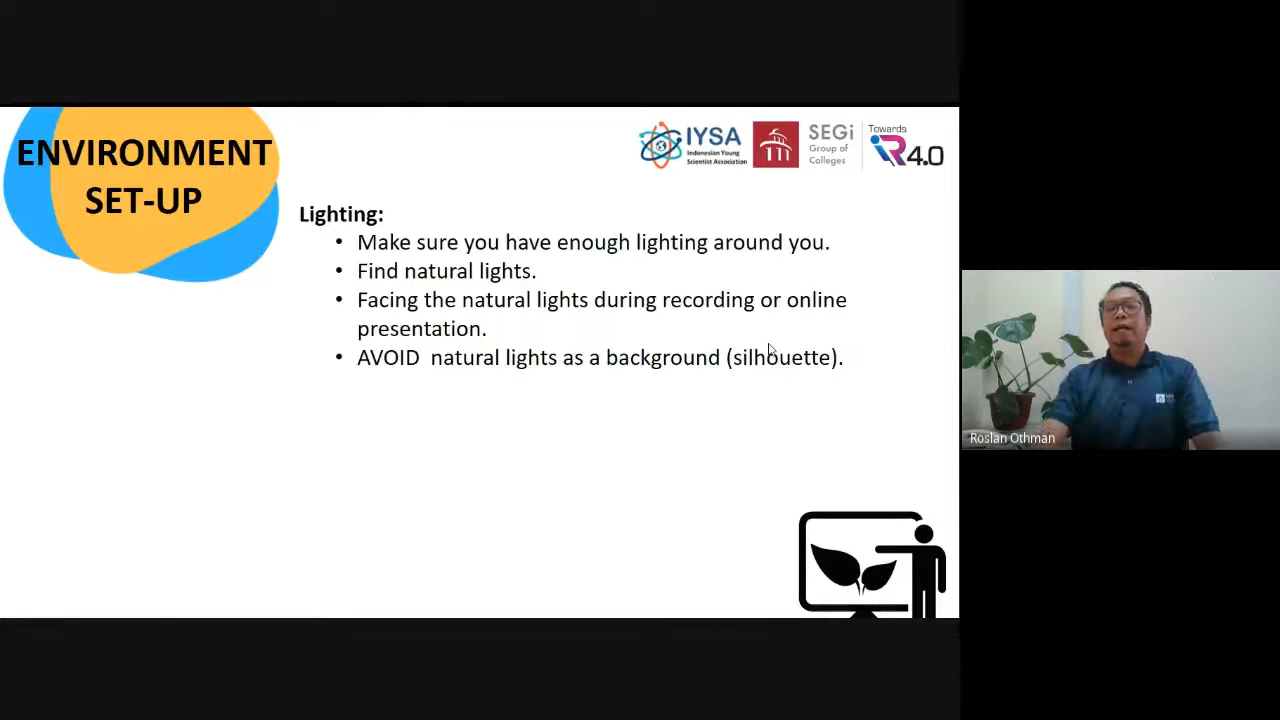 ENVIRONMENT
SET-UP
IYSA
Indonesian Young
Scientist Association
SEGi
Group of
Colleges
Towards
iR4.0
Lighting:
• Make sure you have enough lighting around you.
• Find natural lights.
• Facing the natural lights during recording or online
presentation.
• AVOID natural lights as a background (silhouette).
Roslan Othman